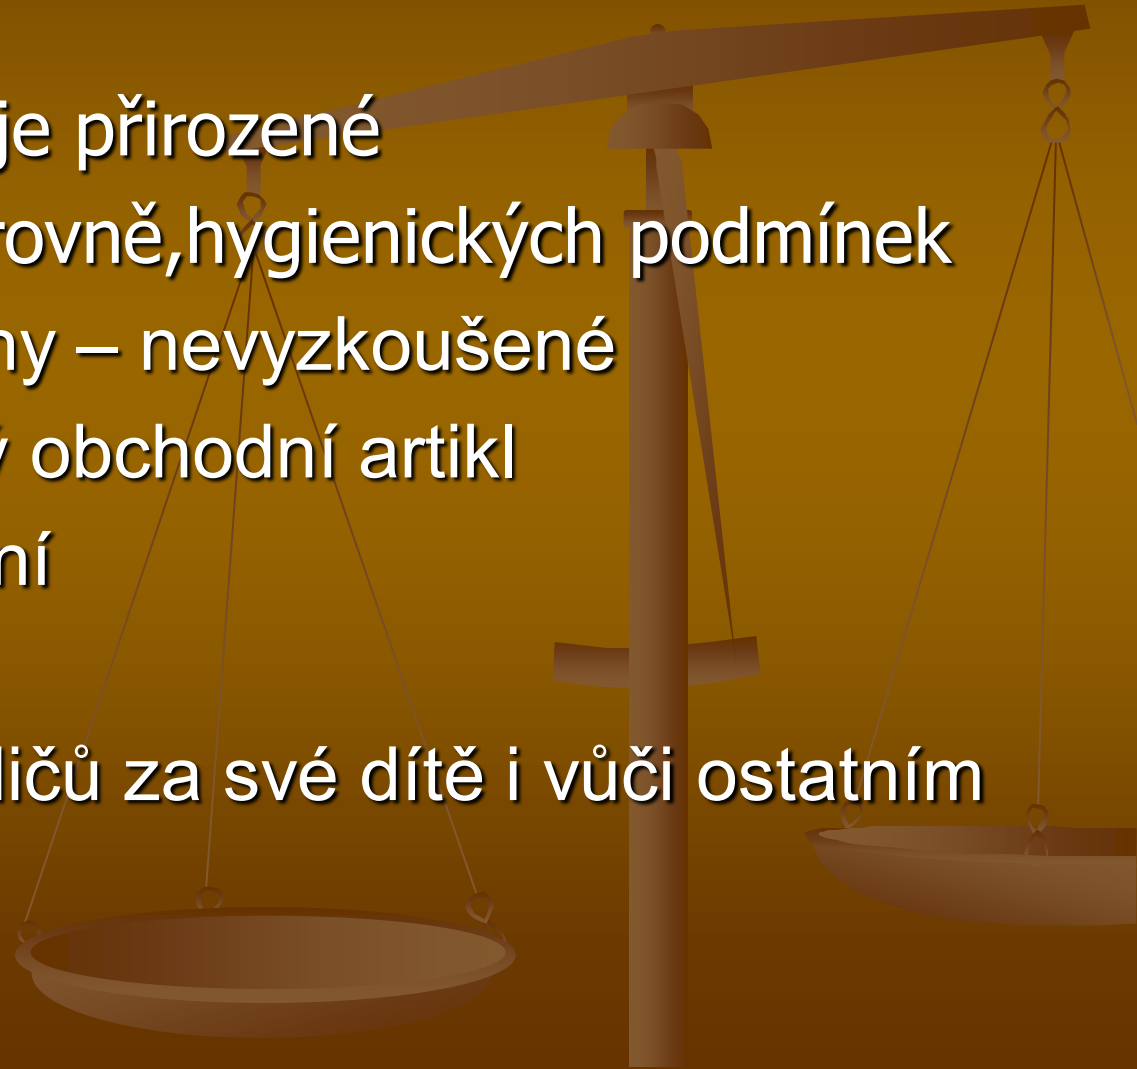 je přirozené
rovně,hygienických podmínek
ny – nevyzkoušené
ý obchodní artikl
ní
ličů za své dítě i vůči ostatním